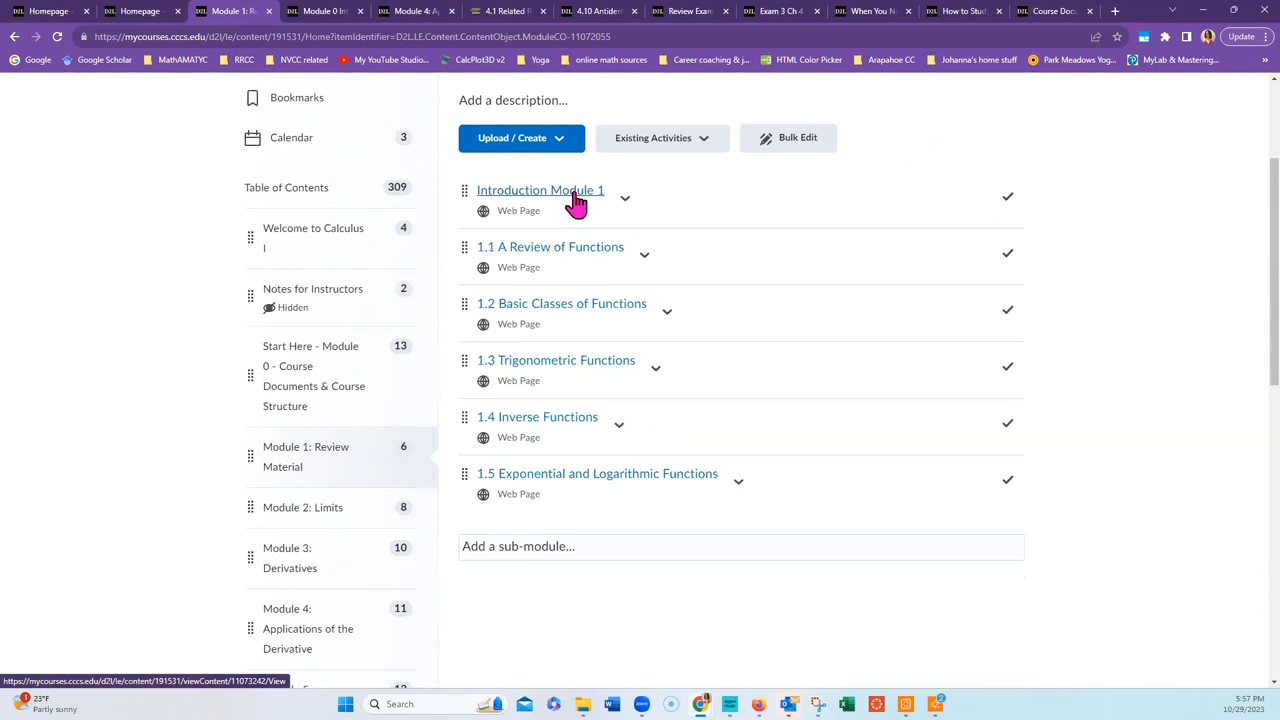 Module 1: Re
Module 0 Int
Module 4: Ap
4.1 Related R
4.10 Antideri
Review Exam
Exam 3 Ch 4
When You N
How to Stud
Course Docu
https://mycourses.cccs.edu/d2l/le/content/191531/Home?itemIdentifier=D2L.LE.Content.ContentObject.ModuleCO-11072055
Update
Google
Google Scholar
MathAMATYC
RRCC
NVCC related
My YouTube Studio...
CalcPlot3D v2
Yoga
online math sources
Career coaching & j...
HTML Color Picker
Arapahoe CC
Johanna's home stuff
Park Meadows Yog...
MyLab & Mastering...
Bookmarks
Calendar 3
Table of Contents 309
Welcome to Calculus 4
I
Notes for Instructors 2
Hidden
Start Here - Module 13
0 - Course
Documents & Course
Structure
Module 1: Review 6
Material
Module 2: Limits 8
Module 3: 10
Derivatives
Module 4: 11
Applications of the
Derivative
Add a description...
Upload / Create
Existing Activities
Bulk Edit
Introduction Module 1
Web Page
1.1 A Review of Functions
Web Page
1.2 Basic Classes of Functions
Web Page
1.3 Trigonometric Functions
Web Page
1.4 Inverse Functions
Web Page
1.5 Exponential and Logarithmic Functions
Web Page
Add a sub-module...
https://mycourses.cccs.edu/d2l/le/content/191531/viewContent/11073242/View
23°F
Partly sunny
Search
5:57 PM
10/29/2023